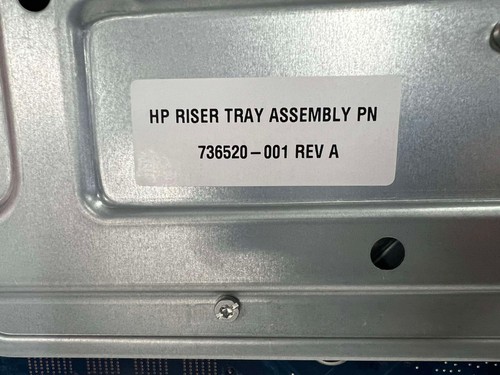 HP RISER TRAY ASSEMBLY PN
736520-001 REV A